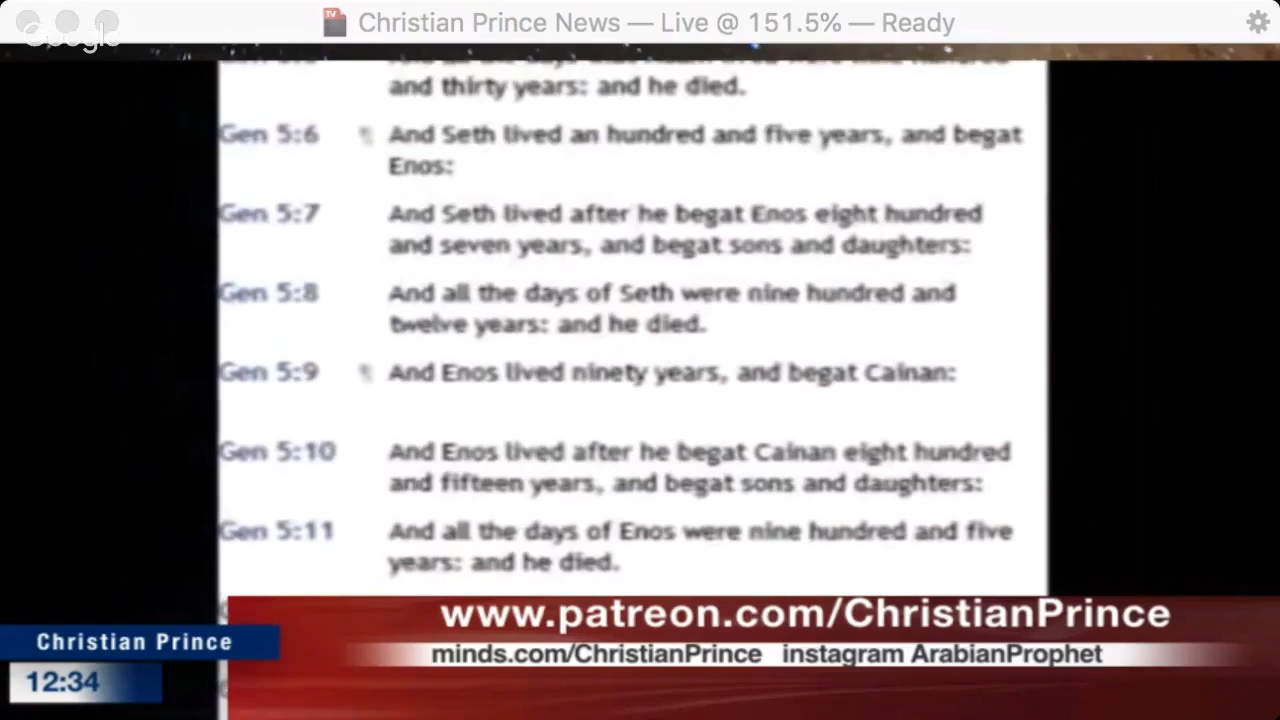 Christian Prince News — Live @ 151.5% — Ready
Google
and thirty years: and he died.
Gen 5:6 ¶ And Seth lived an hundred and five years, and begat
Enos:
Gen 5:7 And Seth lived after he begat Enos eight hundred
and seven years, and begat sons and daughters:
Gen 5:8 And all the days of Seth were nine hundred and
twelve years: and he died.
Gen 5:9 ¶ And Enos lived ninety years, and begat Cainan:
Gen 5:10 And Enos lived after he begat Cainan eight hundred
and fifteen years, and begat sons and daughters:
Gen 5:11 And all the days of Enos were nine hundred and five
years: and he died.
www.patreon.com/ChristianPrince
Christian Prince
minds.com/ChristianPrince instagram ArabianProphet
12:34